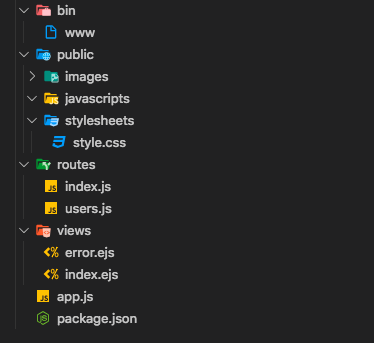 bin
www
public
images
javascripts
stylesheets
style.css
routes
index.js
users.js
views
error.ejs
index.ejs
app.js
package.json